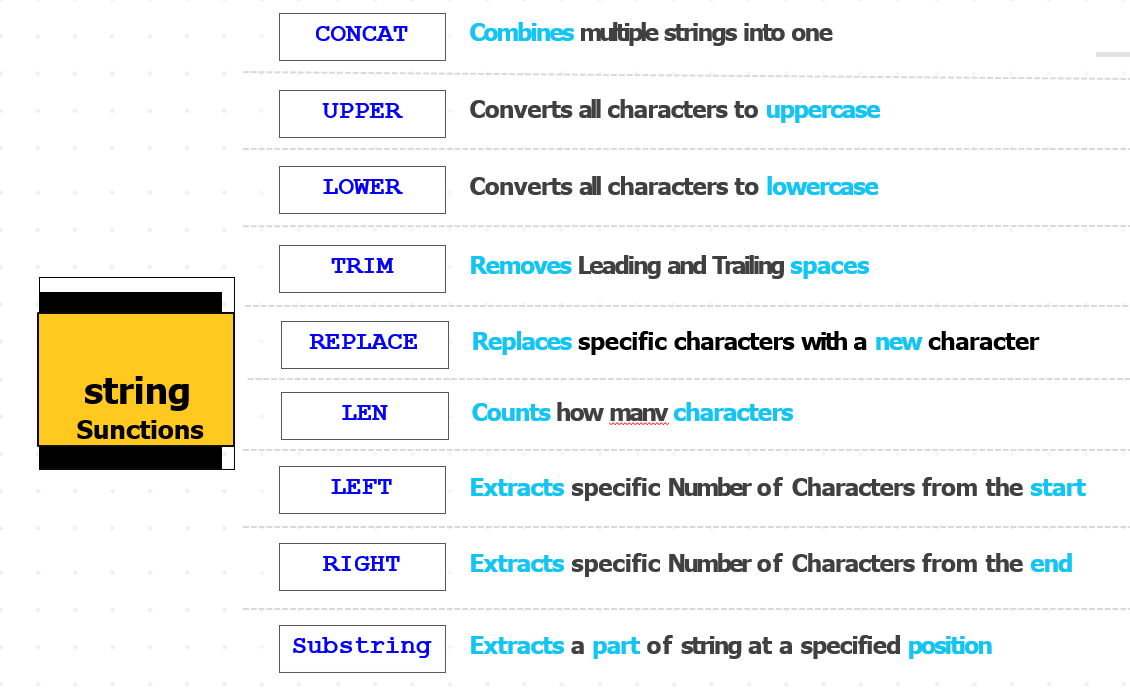 CONCAT Combines multiple strings into one
UPPER Converts all characters to uppercase
LOWER Converts all characters to lowercase
TRIM Removes Leading and Trailing spaces
REPLACE Replaces specific characters with a new character
string
Sunctions
LEN Counts how manv characters
LEFT Extracts specific Number of Characters from the start
RIGHT Extracts specific Number of Characters from the end
Substring Extracts a part of string at a specified position